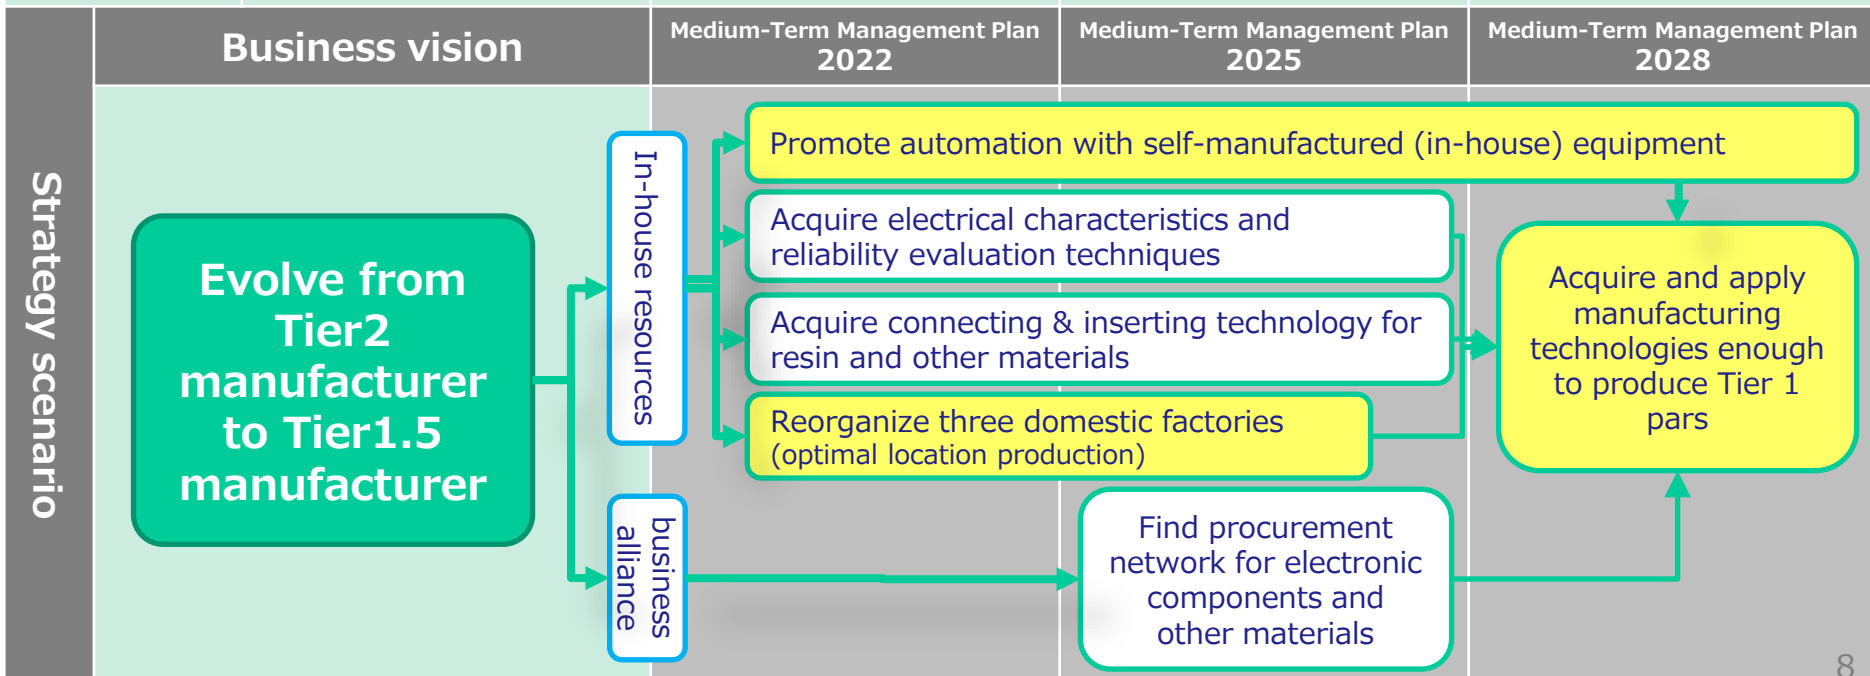 Business vision
Medium-Term Management Plan
2022
Medium-Term Management Plan
2025
Medium-Term Management Plan
2028
Strategy scenario
Evolve from
Tier2
manufacturer
to Tier1.5
manufacturer
In-house resources
business
alliance
Promote automation with self-manufactured (in-house) equipment
Acquire electrical characteristics and
reliability evaluation techniques
Acquire connecting & inserting technology for
resin and other materials
Reorganize three domestic factories
(optimal location production)
Find procurement
network for electronic
components and
other materials
Acquire and apply
manufacturing
technologies enough
to produce Tier 1
pars
8